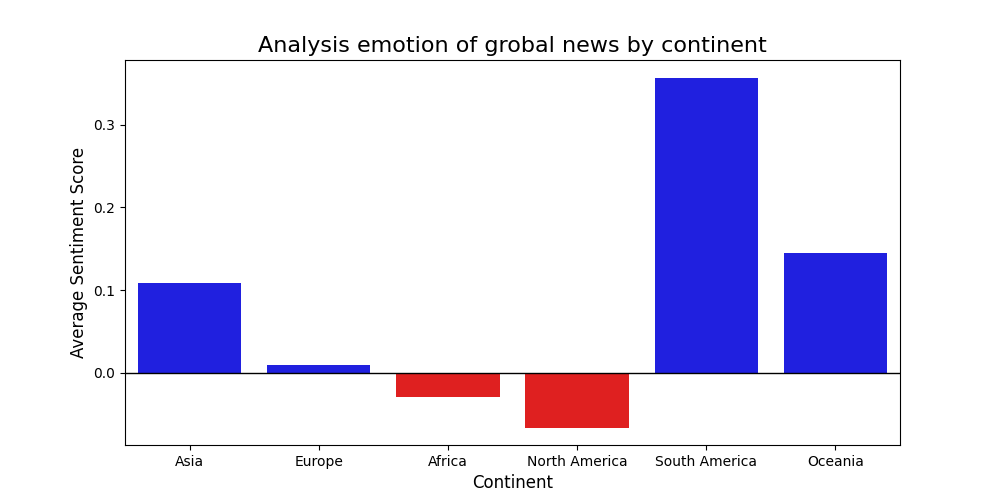 Analysis emotion of grobal news by continent
Average Sentiment Score
0.3
0.2
0.1
0.0
Asia
Europe
Africa
North America
South America
Oceania
Continent